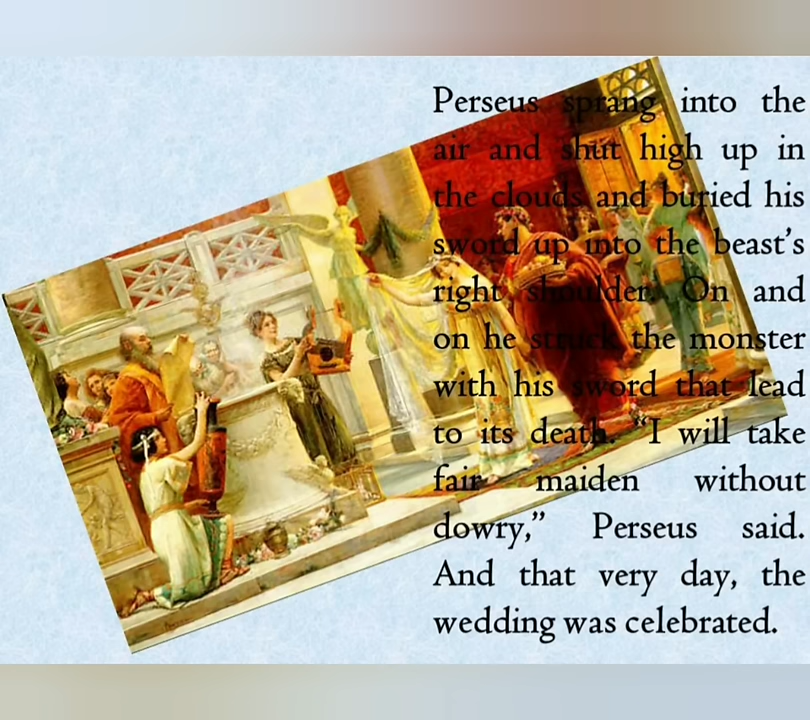 Perseus sprang into the
air and shut high up in
the clouds and buried his
sword up into the beast’s
right shoulder. On and
on he struck the monster
with his sword that lead
to its death. “I will take
fair maiden without
dowry,” Perseus said.
And that very day, the
wedding was celebrated.